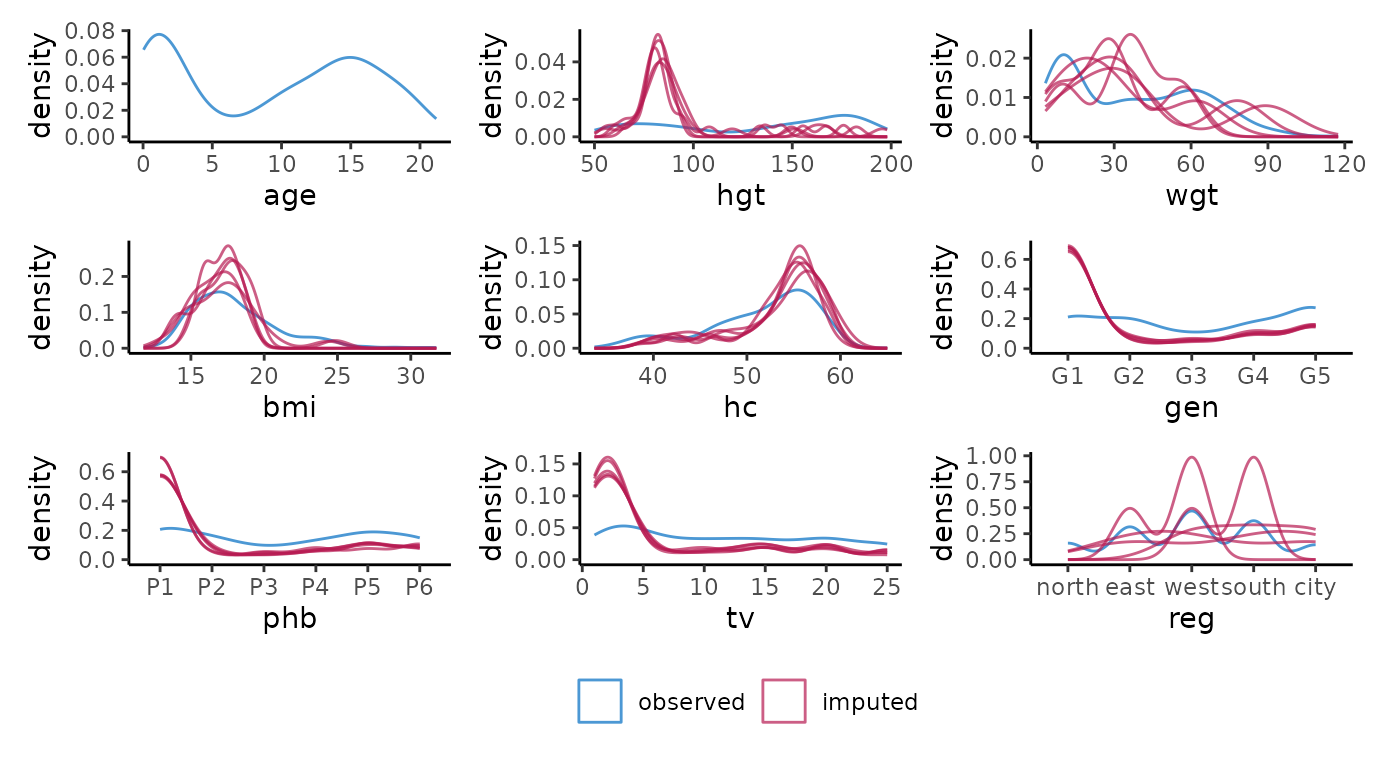 density
0.08
0.06
0.04
0.02
0.00
0 5 10 15 20
age
density
0.04
0.02
0.00
50 100 150 200
hgt
density
0.02
0.01
0.00
0 30 60 90 120
wgt
density
0.2
0.1
0.0
15 20 25 30
bmi
density
0.15
0.10
0.05
0.00
40 50 60
hc
density
0.6
0.4
0.2
0.0
G1 G2 G3 G4 G5
gen
density
0.6
0.4
0.2
0.0
P1 P2 P3 P4 P5 P6
phb
density
0.15
0.10
0.05
0.00
0 5 10 15 20 25
tv
density
1.00
0.75
0.50
0.25
0.00
north east west south city
reg
observed imputed